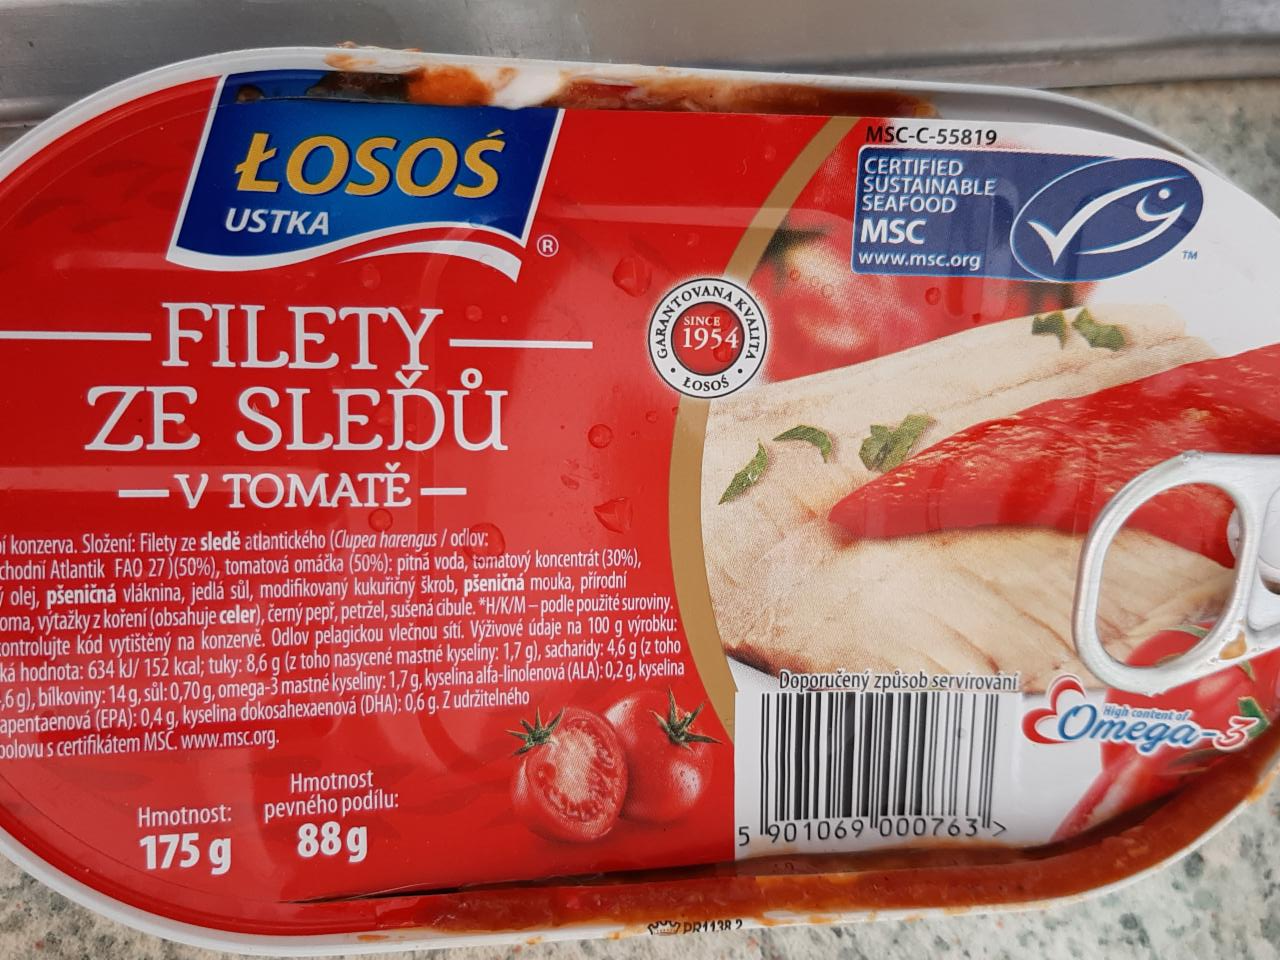 ŁOSOŚ
USTKA
®
FILETY
ZE SLEĎŮ
V TOMATĚ
GARANTOVANA KVALITA
SINCE
1954
ŁOSOŚ
MSC-C-55819
CERTIFIED
SUSTAINABLE
SEAFOOD
MSC
www.msc.org
TM
konzerva. Složení: Filety ze sledě atlantického (Clupea harengus / odlov:
chodní Atlantik FAO 27)(50%), tomatová omáčka (50%): pitná voda, tomatový koncentrát (30%),
olej, pšeničná vláknina, jedlá sůl, modifikovaný kukuřičný škrob, pšeničná mouka, přírodní
oma, výtažky z koření (obsahuje celer), černý pepř, petržel, sušená cibule. *H/K/M – podle použité suroviny.
kontrolujte kód vytištěný na konzervě. Odlov pelagickou vlečnou sítí. Výživové údaje na 100 g výrobku:
ká hodnota: 634 kJ/ 152 kcal; tuky: 8,6 g (z toho nasycené mastné kyseliny: 1,7 g), sacharidy: 4,6 g (z toho
,6 g), bílkoviny: 14 g, sůl: 0,70 g, omega-3 mastné kyseliny: 1,7 g, kyselina alfa-linolenová (ALA): 0,2 g, kyselina
apentaenová (EPA): 0,4 g, kyselina dokosahexaenová (DHA): 0,6 g. Z udržitelného
olovu s certifikátem MSC. www.msc.org.
Hmotnost:
175 g
Hmotnost
pevného podílu:
88 g
Doporučený způsob servírování
High content of
Omega-3
5 901069 000763 >
PR1138 2